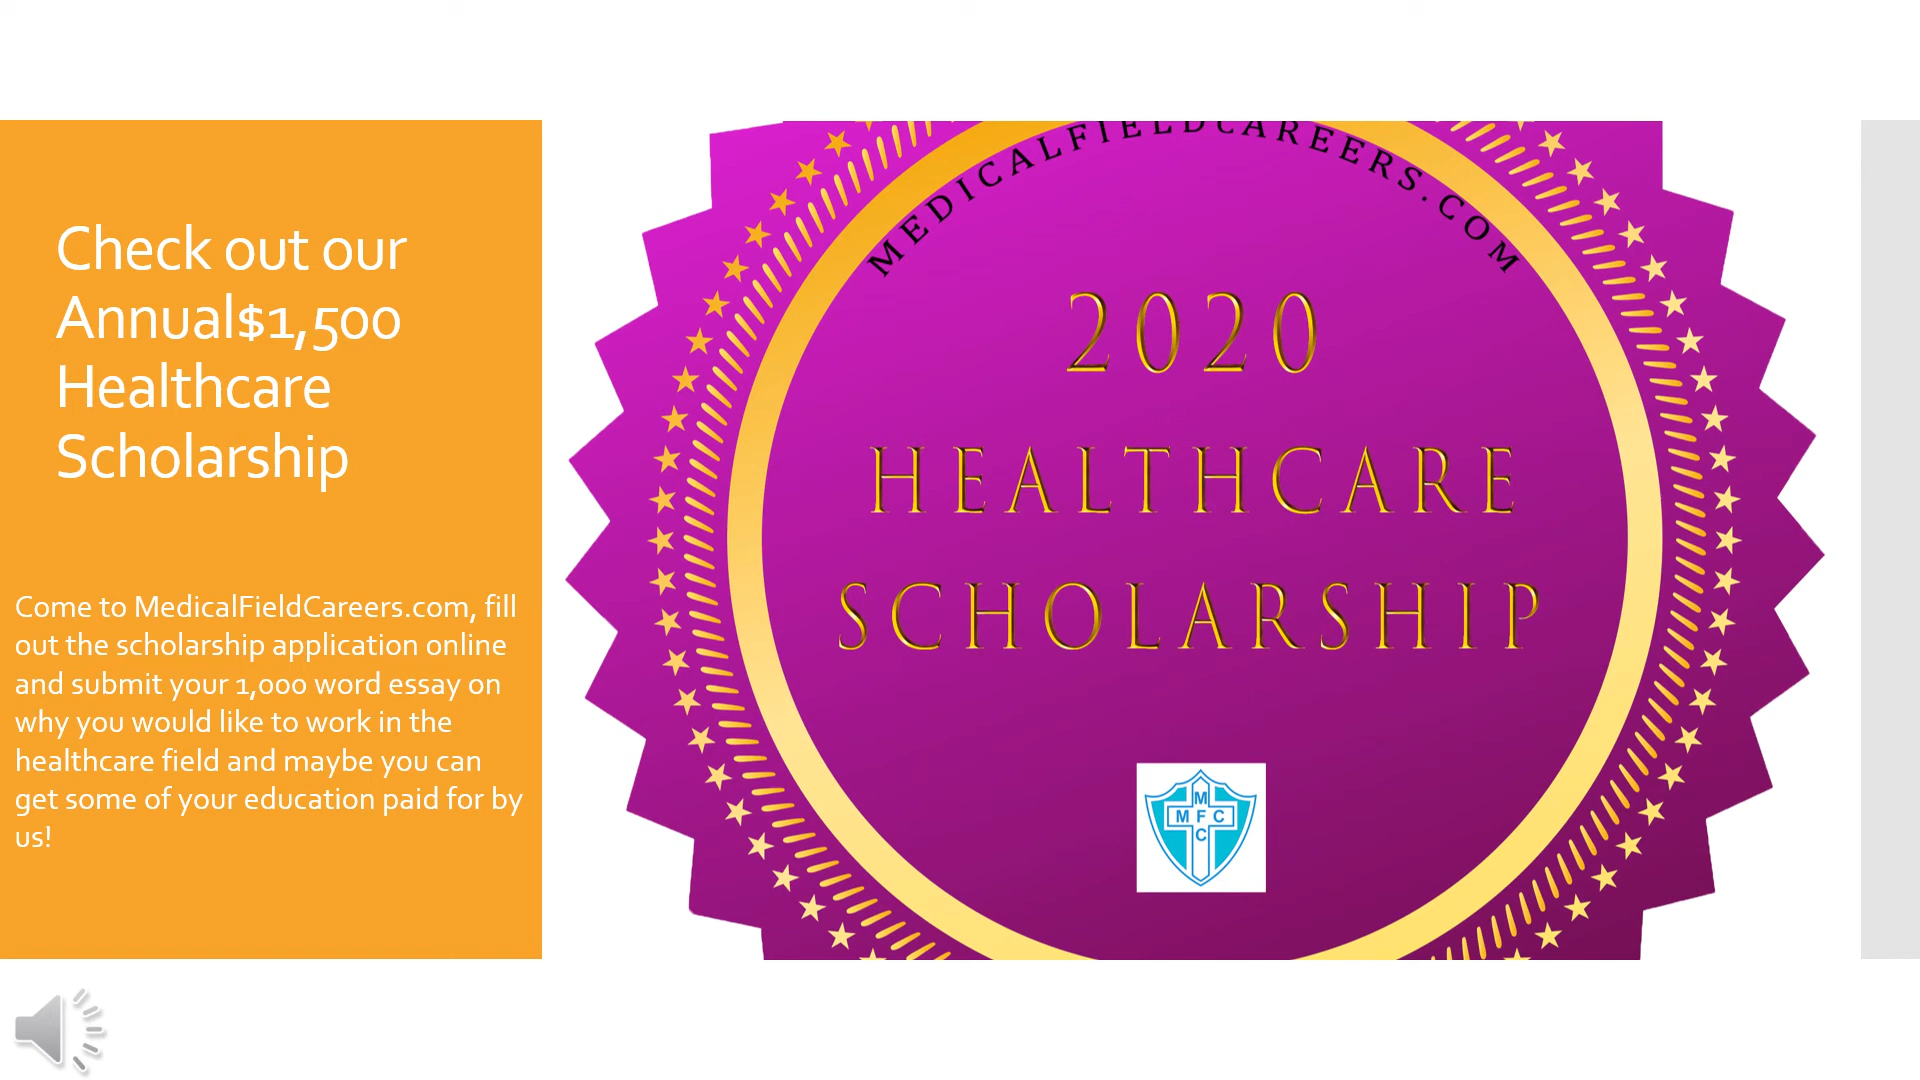 Check out our
Annual$1,500
Healthcare
Scholarship
Come to MedicalFieldCareers.com, fill
out the scholarship application online
and submit your 1,000 word essay on
why you would like to work in the
healthcare field and maybe you can
get some of your education paid for by
us!
MEDICALFIELDCAREERS.COM
2020
HEALTHCARE
SCHOLARSHIP
M
MFC
C